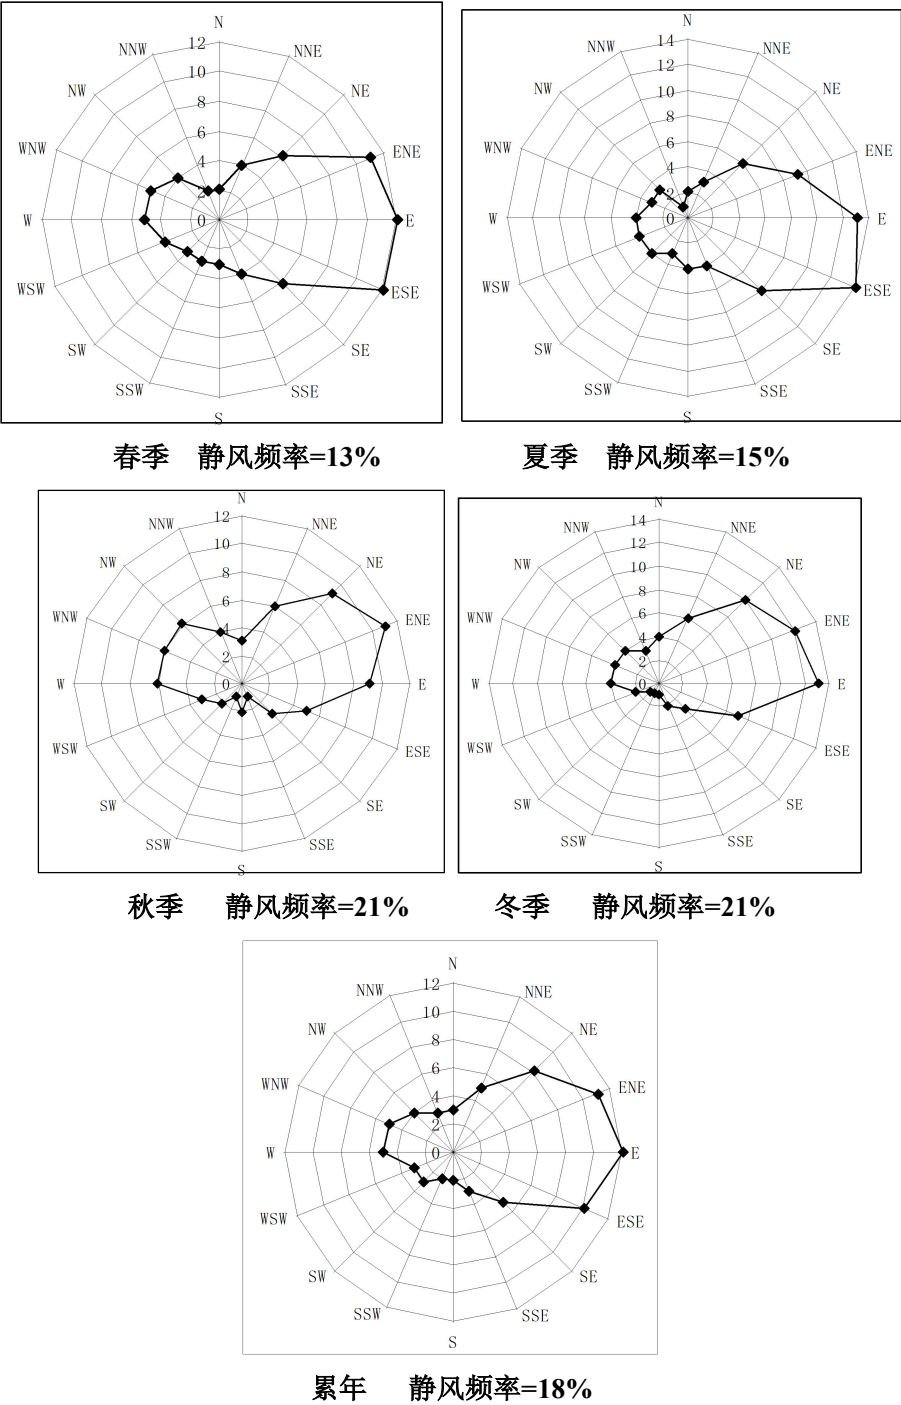 N
12
NNW
NNE
10
NW
NE
8
6
WNW
ENE
4
2
W
0
E
WSW
ESE
SW
SE
SSW
SSE
S
春季 静风频率=13%
N
14
NNW
NNE
12
10
NW
NE
8
6
WNW
ENE
4
2
W
0
E
WSW
ESE
SW
SE
SSW
SSE
S
夏季 静风频率=15%
N
12
NNW
NNE
10
NW
NE
8
6
WNW
ENE
4
2
W
0
E
WSW
ESE
SW
SE
SSW
SSE
S
秋季 静风频率=21%
N
14
NNW
NNE
12
10
NW
NE
8
6
WNW
ENE
4
2
W
0
E
WSW
ESE
SW
SE
SSW
SSE
S
冬季 静风频率=21%
N
12
NNW
NNE
10
NW
NE
8
6
WNW
ENE
4
2
W
0
E
WSW
ESE
SW
SE
SSW
SSE
S
累年 静风频率=18%